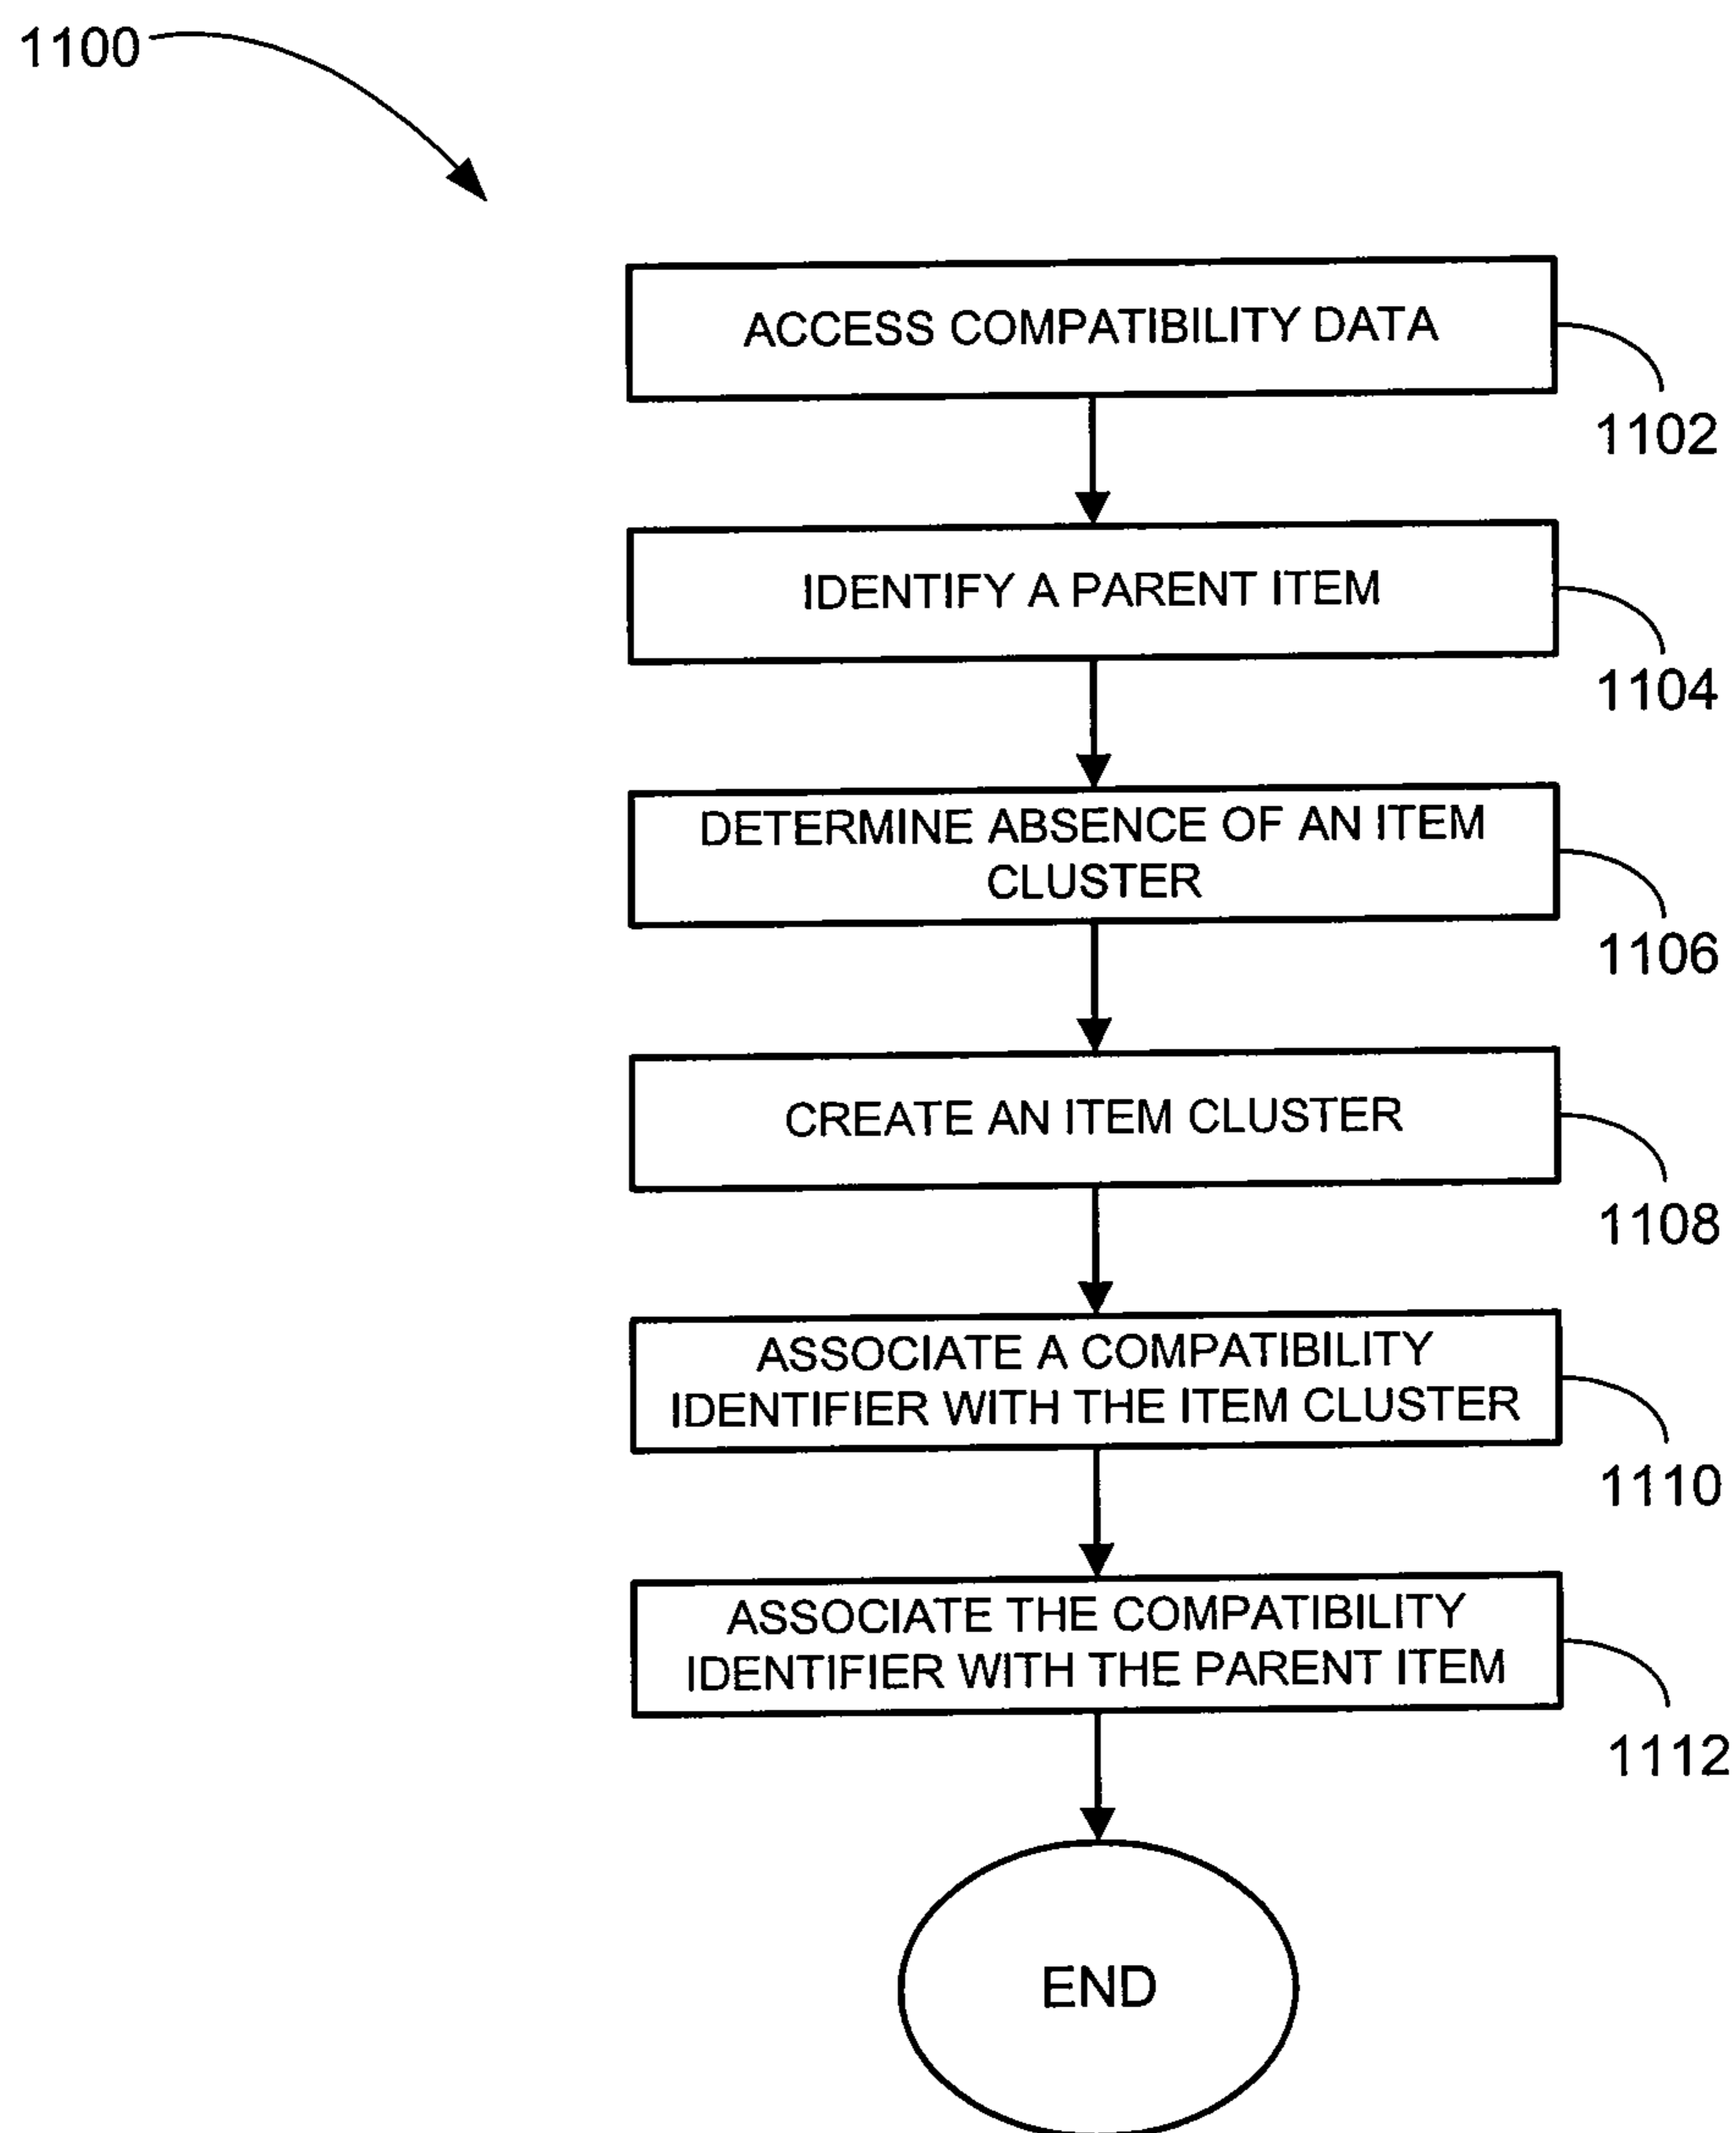 1100
ACCESS COMPATIBILITY DATA
1102
IDENTIFY A PARENT ITEM
1104
DETERMINE ABSENCE OF AN ITEM
CLUSTER
1106
CREATE AN ITEM CLUSTER
1108
ASSOCIATE A COMPATIBILITY
IDENTIFIER WITH THE ITEM CLUSTER
1110
ASSOCIATE THE COMPATIBILITY
IDENTIFIER WITH THE PARENT ITEM
1112
END